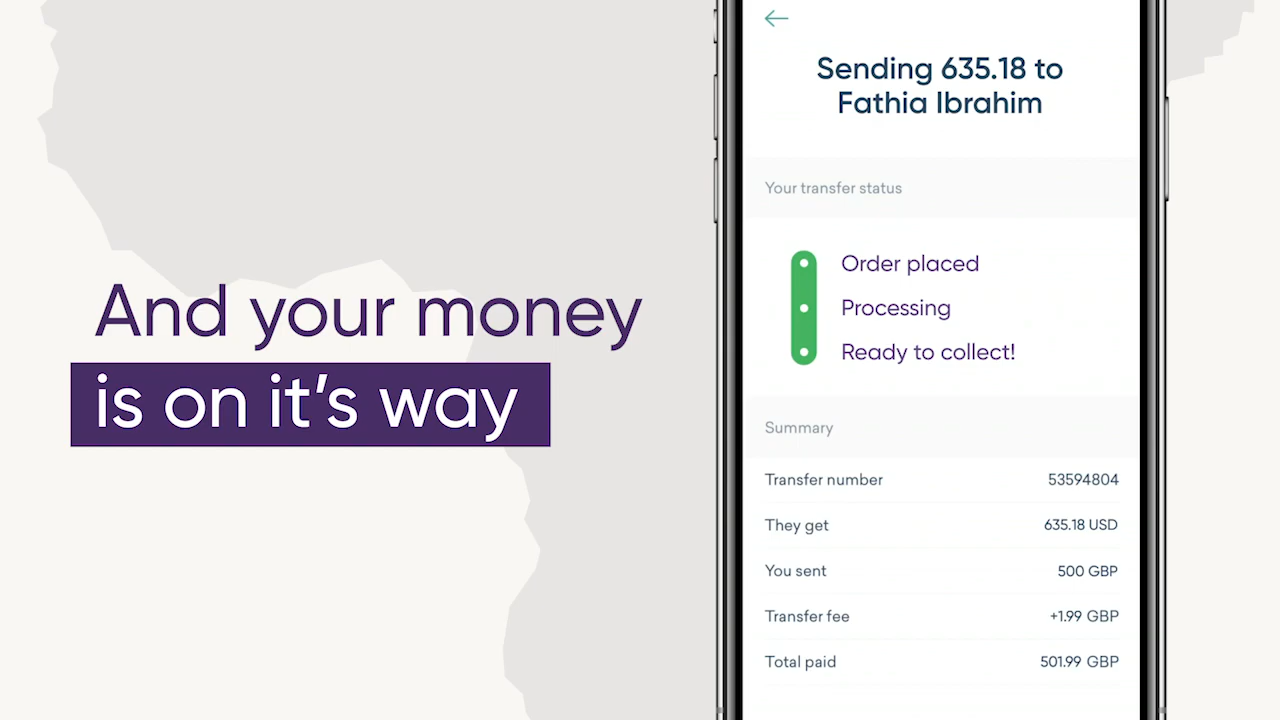 And your money
is on it's way
Sending 635.18 to
Fathia Ibrahim
Your transfer status
Order placed
Processing
Ready to collect!
Summary
Transfer number 53594804
They get 635.18 USD
You sent 500 GBP
Transfer fee +1.99 GBP
Total paid 501.99 GBP